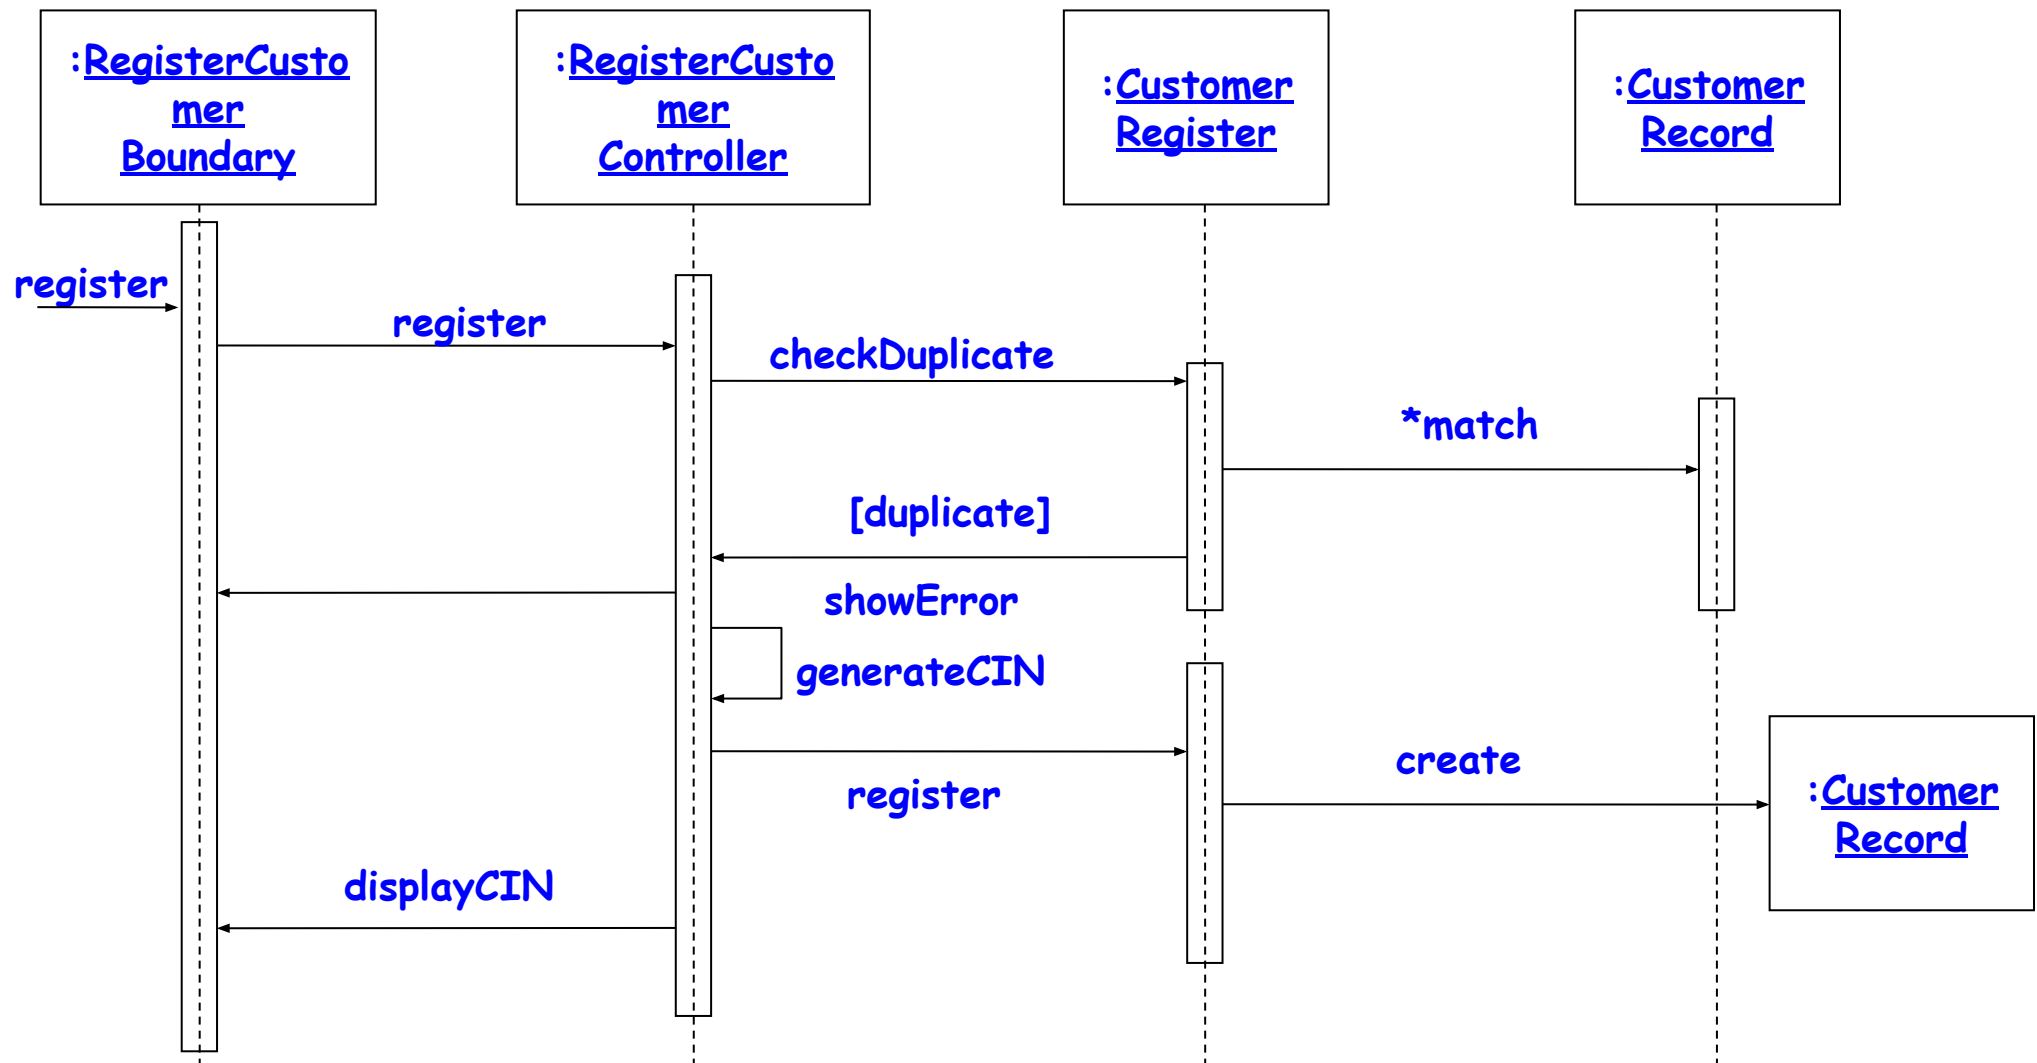 :RegisterCusto
mer
Boundary
:RegisterCusto
mer
Controller
:Customer
Register
:Customer
Record
register
register
checkDuplicate
*match
[duplicate]
showError
generateCIN
register
create
:Customer
Record
displayCIN